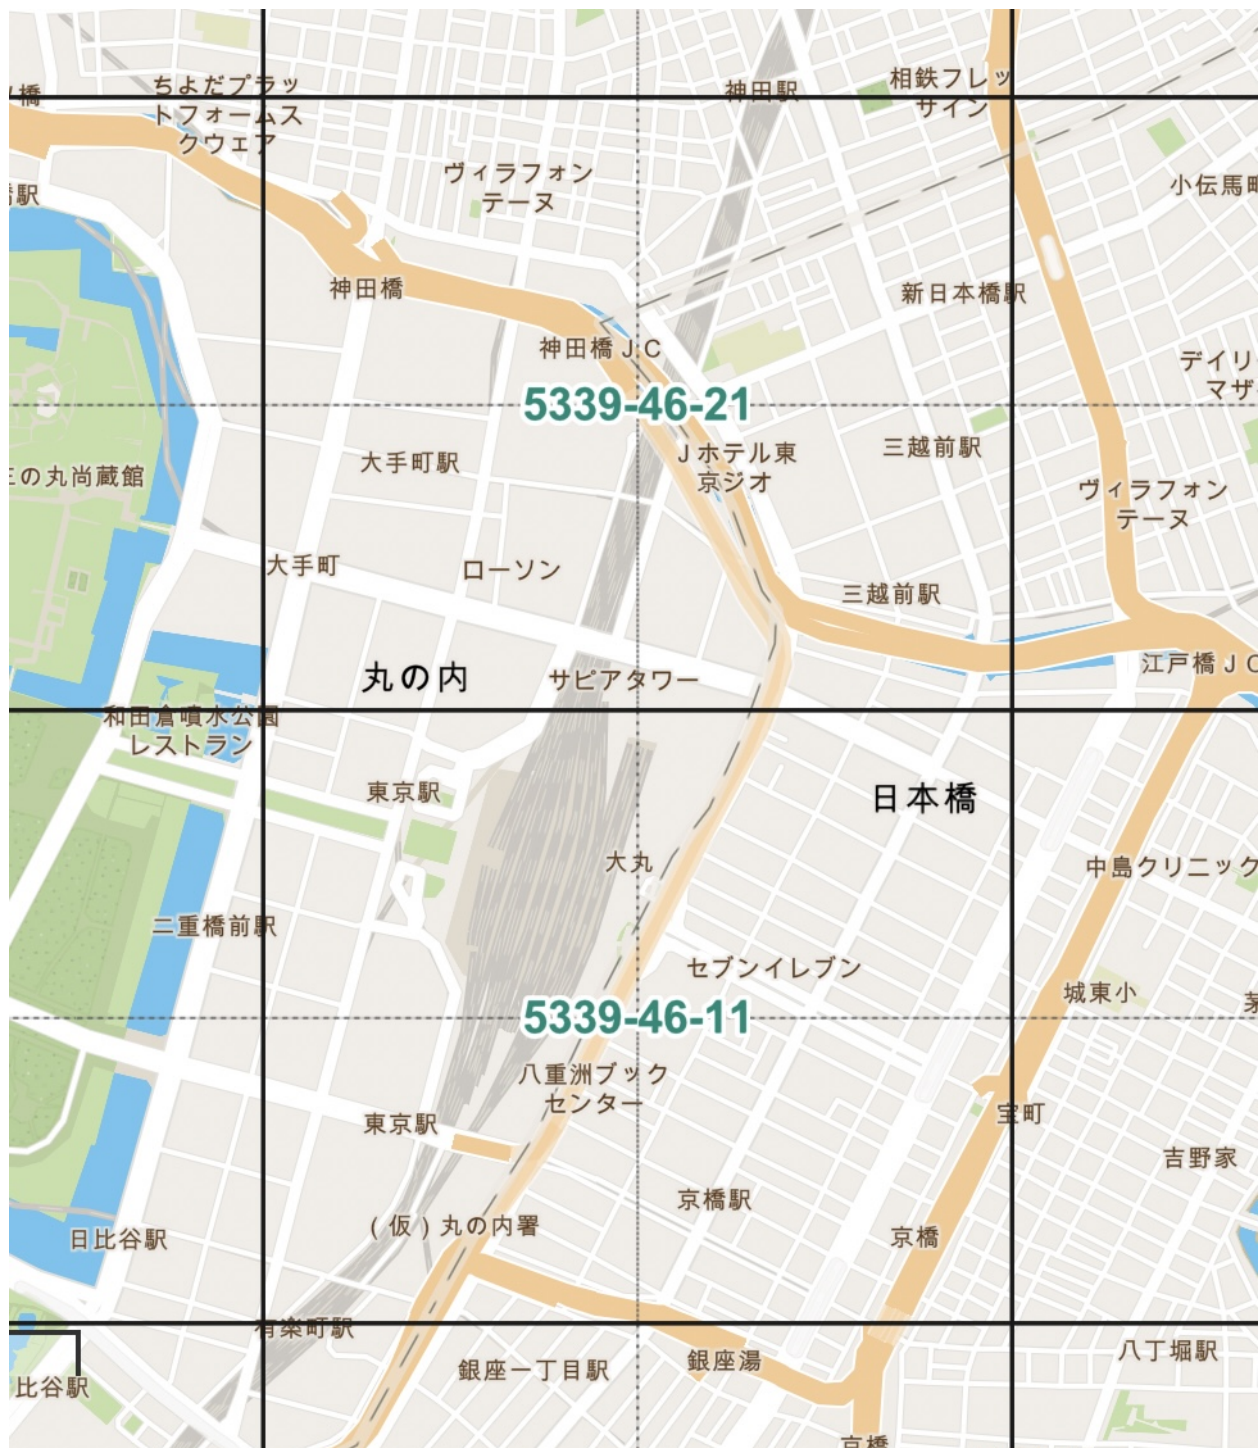 橋
ちよだプラッ
トフォームス
クウェア
神田駅
相鉄フレッ
サイン
ヴィラフォン
テーヌ
小伝馬町
駅
神田橋
新日本橋駅
神田橋ＪＣ
デイリ
マザ
5339-46-21
三の丸尚蔵館
大手町駅
Ｊホテル東
京ジオ
三越前駅
ヴィラフォン
テーヌ
大手町
ローソン
三越前駅
丸の内
サピアタワー
江戸橋ＪＣ
和田倉噴水公園
レストラン
東京駅
日本橋
大丸
中島クリニック
二重橋前駅
セブンイレブン
城東小
茅
5339-46-11
八重洲ブック
センター
東京駅
宝町
吉野家
京橋駅
日比谷駅
（仮）丸の内署
京橋
有楽町駅
銀座一丁目駅
銀座湯
八丁堀駅
比谷駅
京橋